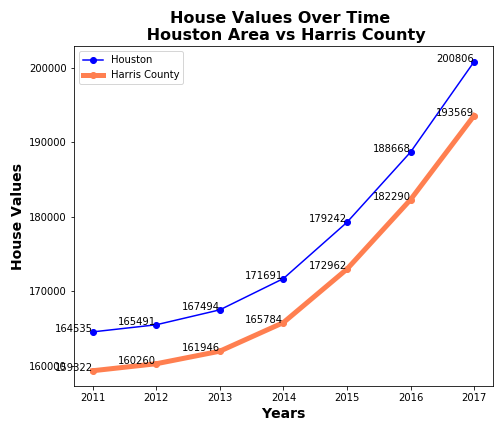 House Values Over Time
Houston Area vs Harris County
Houston
Harris County
200806
200000
193569
190000
188668
182290
180000
179242
172962
171691
170000
167494
165784
165491
164535
161946
160260
160000
159322
House Values
2011 2012 2013 2014 2015 2016 2017
Years